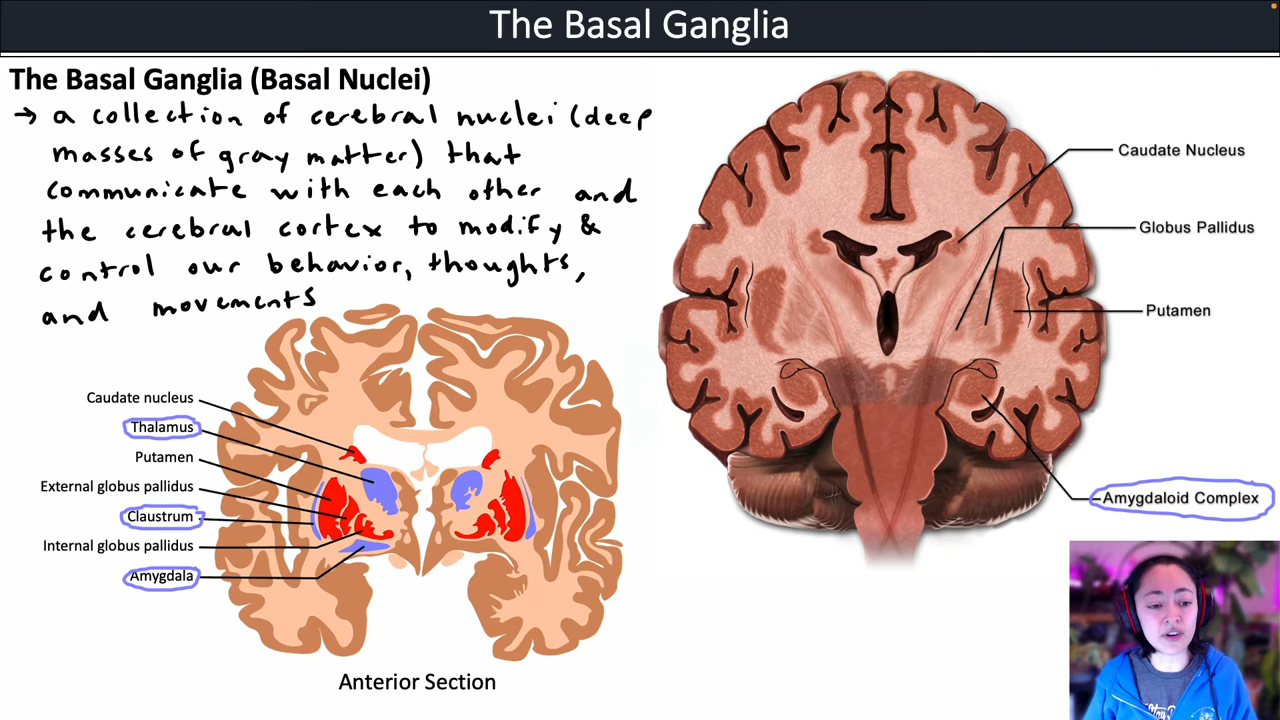 The Basal Ganglia
The Basal Ganglia (Basal Nuclei)
→ a collection of cerebral nuclei (deep
masses of gray matter) that
communicate with each other and
the cerebral cortex to modify &
control our behavior, thoughts,
and movements
Caudate nucleus
Thalamus
Putamen
External globus pallidus
Claustrum
Internal globus pallidus
Amygdala
Anterior Section
Caudate Nucleus
Globus Pallidus
Putamen
Amygdaloid Complex